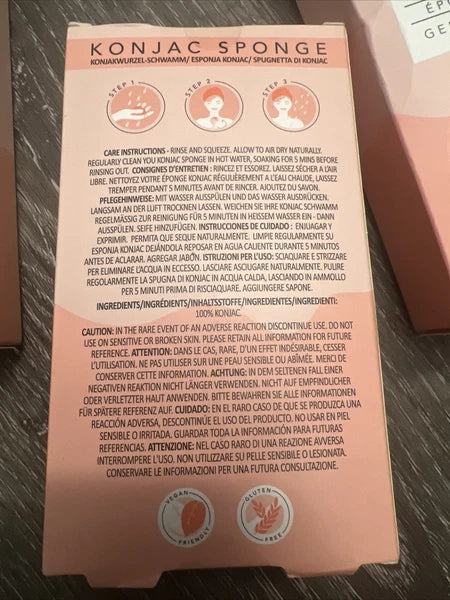 KONJAC SPONGE
KONJAKWURZEL-SCHWAMM/ ESPONJA KONJAC/ SPUGNETTA DI KONJAC
STEP 1
STEP 2
STEP 3
CARE INSTRUCTIONS - RINSE AND SQUEEZE. ALLOW TO AIR DRY NATURALLY.
REGULARLY CLEAN YOU KONJAC SPONGE IN HOT WATER, SOAKING FOR 5 MINS BEFORE
RINSING OUT. CONSIGNES D'ENTRETIEN : RINCEZ ET ESSOREZ. LAISSEZ SÉCHER À L'AIR
LIBRE. NETTOYEZ VOTRE ÉPONGE KONJAC RÉGULIÈREMENT A L'EAU CHAUDE, LAISSEZ
TREMPER PENDANT 5 MINUTES AVANT DE RINCER. AJOUTEZ DU SAVON.
PFLEGEHINWEISE: MIT WASSER AUSSPÜLEN UND DAS WASSER AUSDRÜCKEN.
LANGSAM AN DER LUFT TROCKNEN LASSEN. WEICHEN SIE IHRE KONJAC SCHWAMM
REGELMÄSSIG ZUR REINIGUNG FÜR 5 MINUTEN IN HEISSEM WASSER EIN - DANN
AUSSPÜLEN. SEIFE HINZUFÜGEN. INSTRUCCIONES DE CUIDADO : ENJUAGAR Y
EXPRIMIR. PERMITA QUE SEQUE NATURALMENTE. LIMPIE REGULARMENTE SU
ESPONJA KONJAC DEJÁNDOLA REPOSAR EN AGUA CALIENTE DURANTE 5 MINUTOS
ANTES DE ACLARAR. AGREGAR JABÓN. ISTRUZIONI PER L'USO: SCIACQUARE E STRIZZARE
PER ELIMINARE L'ACQUA IN ECCESSO. LASCIARE ASCIUGARE NATURALMENTE. PULIRE
REGOLARMENTE LA SPUGNA DI KONJAC IN ACQUA CALDA, LASCIANDO IN AMMOLLO
PER 5 MINUTI PRIMA DI RISCIAQUARE. AGGIUNGERE SAPONE.
INGREDIENTS/INGRÉDIENTS/INHALTSSTOFFE/INGREDIENTES/INGREDIENTI:
100% KONJAC.
CAUTION: IN THE RARE EVENT OF AN ADVERSE REACTION DISCONTINUE USE. DO NOT
USE ON SENSITIVE OR BROKEN SKIN. PLEASE RETAIN ALL INFORMATION FOR FUTURE
REFERENCE. ATTENTION: DANS LE CAS, RARE, D'UN EFFET INDÉSIRABLE, CESSER
L'UTILISATION. NE PAS UTILISER SUR UNE PEAU SENSIBLE OU ABÎMÉE. MERCI DE
CONSERVER CETTE INFORMATION. ACHTUNG: IN DEM SELTENEN FALL EINER
NEGATIVEN REAKTION NICHT LÄNGER VERWENDEN. NICHT AUF EMPFINDLICHER
ODER VERLETZTER HAUT ANWENDEN. BITTE BEWAHREN SIE ALLE INFORMATIONEN
FÜR SPÄTERE REFERENZ AUF. CUIDADO: EN EL RARO CASO DE QUE SE PRODUZCA UNA
REACCIÓN ADVERSA, DESCONTINÚE EL USO DEL PRODUCTO. NO USAR EN PIEL
SENSIBLE O IRRITADA. GUARDAR TODA LA INFORMACIÓN PARA FUTURAS
REFERENCIAS. ATTENZIONE: NEL CASO RARO DI UNA REAZIONE AVVERSA
INTERROMPERE L'USO. NON UTILIZZARE SU PELLE SENSIBILE O LESIONATA.
CONSERVARE LE INFORMAZIONI PER UNA FUTURA CONSULTAZIONE.
VEGAN FRIENDLY
GLUTEN FREE